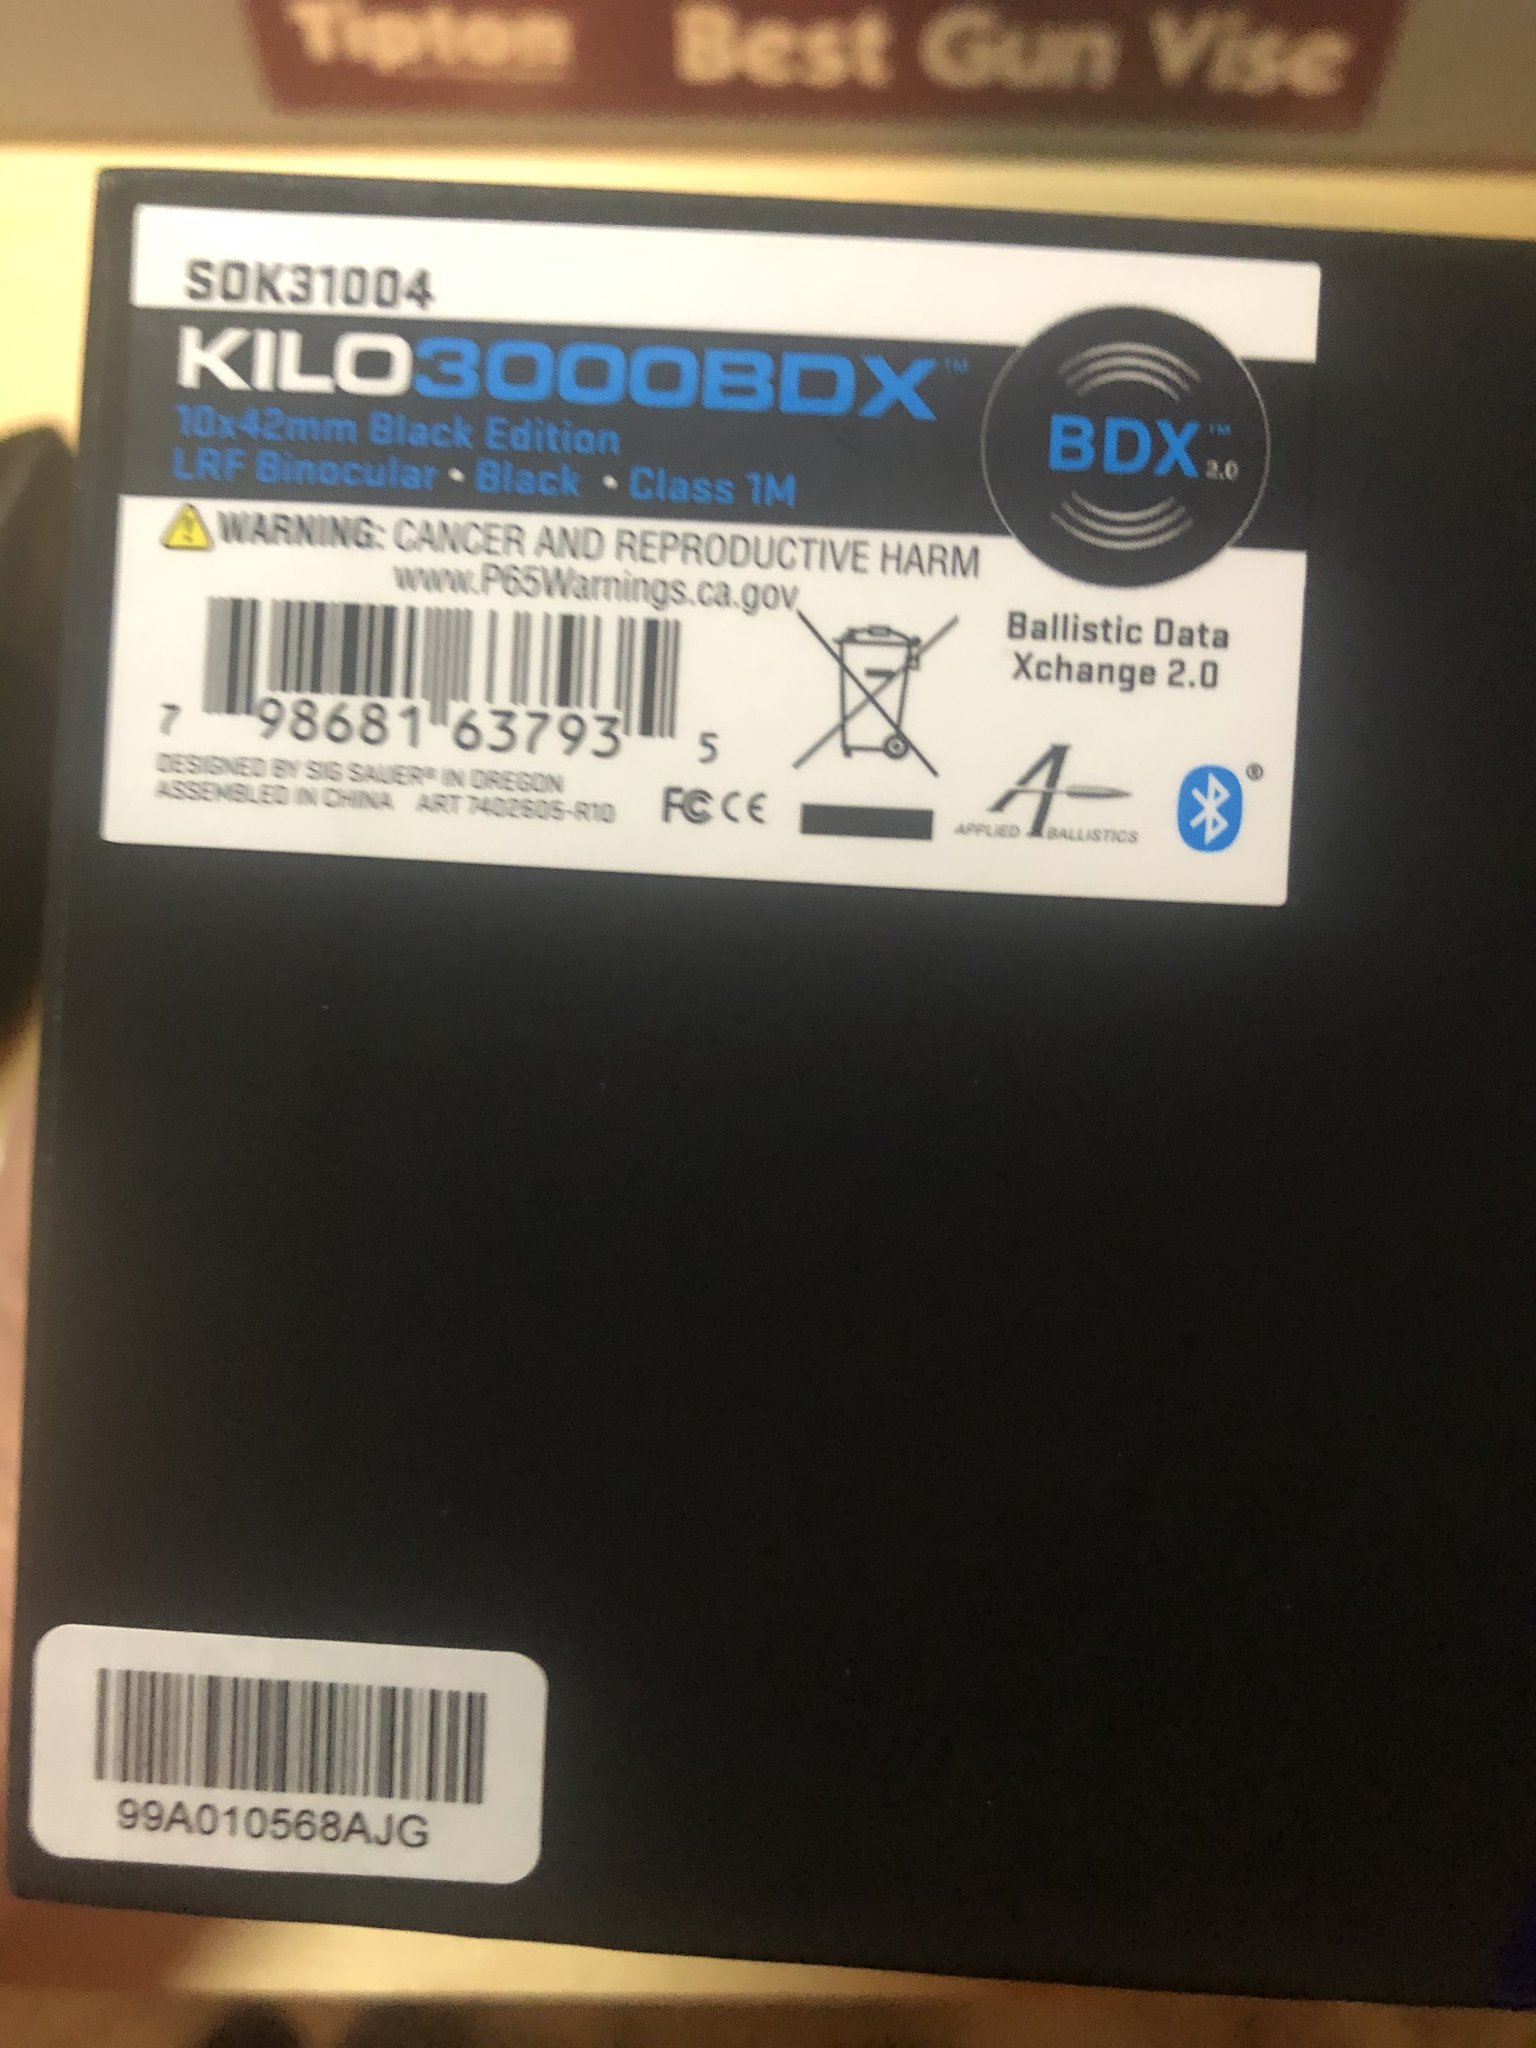 Tipton Best Gun Vise
SOK31004
KILO3000BDX™
10x42mm Black Edition
LRF Binocular • Black • Class 1M
BDX™ 2.0
WARNING: CANCER AND REPRODUCTIVE HARM
www.P65Warnings.ca.gov
Ballistic Data
Xchange 2.0
7 98681 63793 5
DESIGNED BY SIG SAUER® IN OREGON
ASSEMBLED IN CHINA ART 7402605-R10
FC CE
APPLIED BALLISTICS
®
99A010568AJG